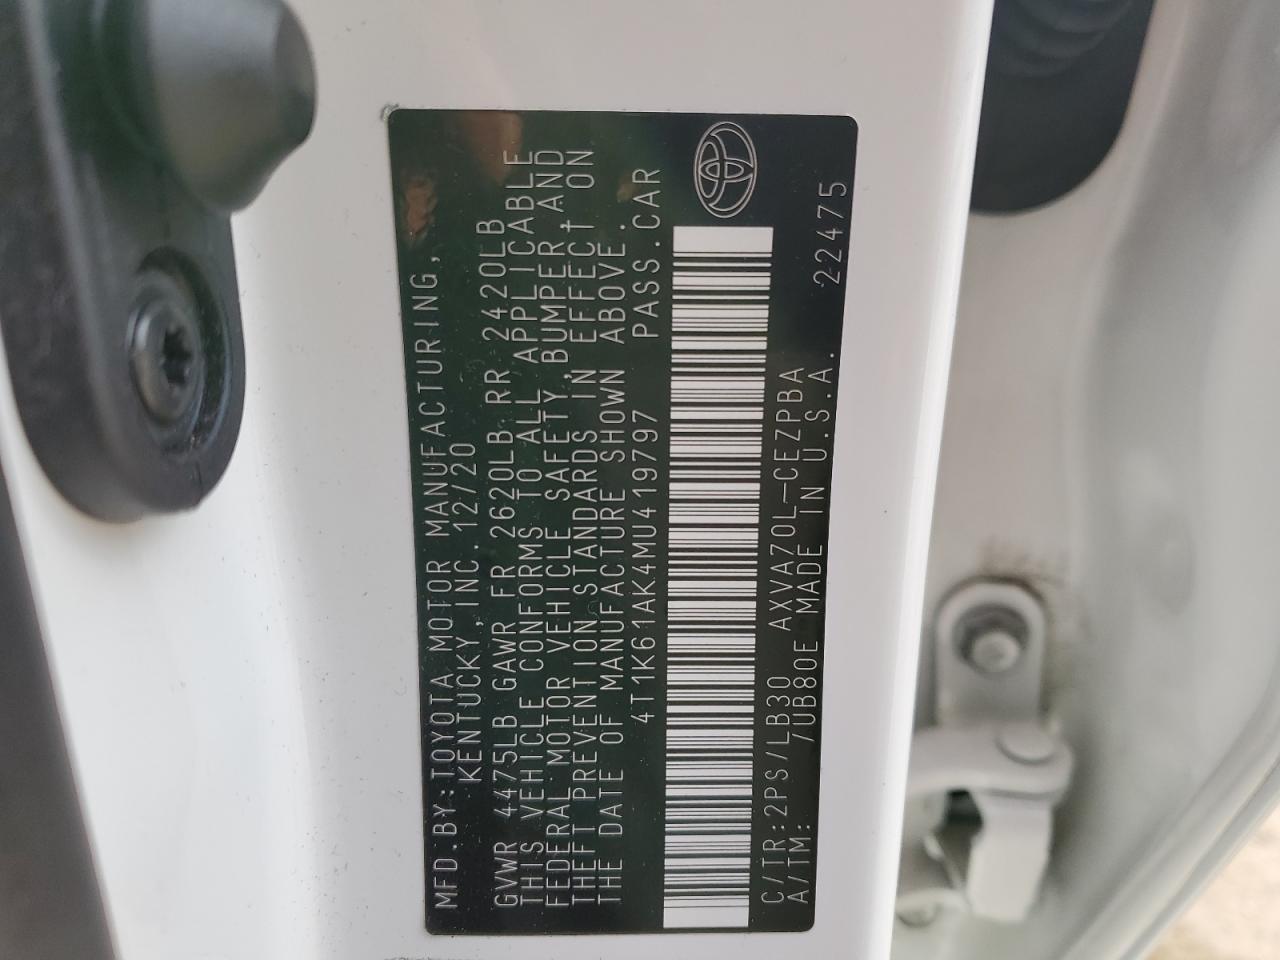 MFD.BY:TOYOTA MOTOR MANUFACTURING,
KENTUCKY,INC. 12/20
GVWR 4475LB GAWR FR 2620LB RR 2420LB
THIS VEHICLE CONFORMS TO ALL APPLICABLE
FEDERAL MOTOR VEHICLE SAFETY,BUMPER,AND
THEFT PREVENTION STANDARDS IN EFFECT ON
THE DATE OF MANUFACTURE SHOWN ABOVE.
4T1K61AK4MU419797 PASS.CAR
C/TR:2PS/LB30 AXVA70L-CEZPBA
A/TM: /UB80E MADE IN U.S.A. 22475